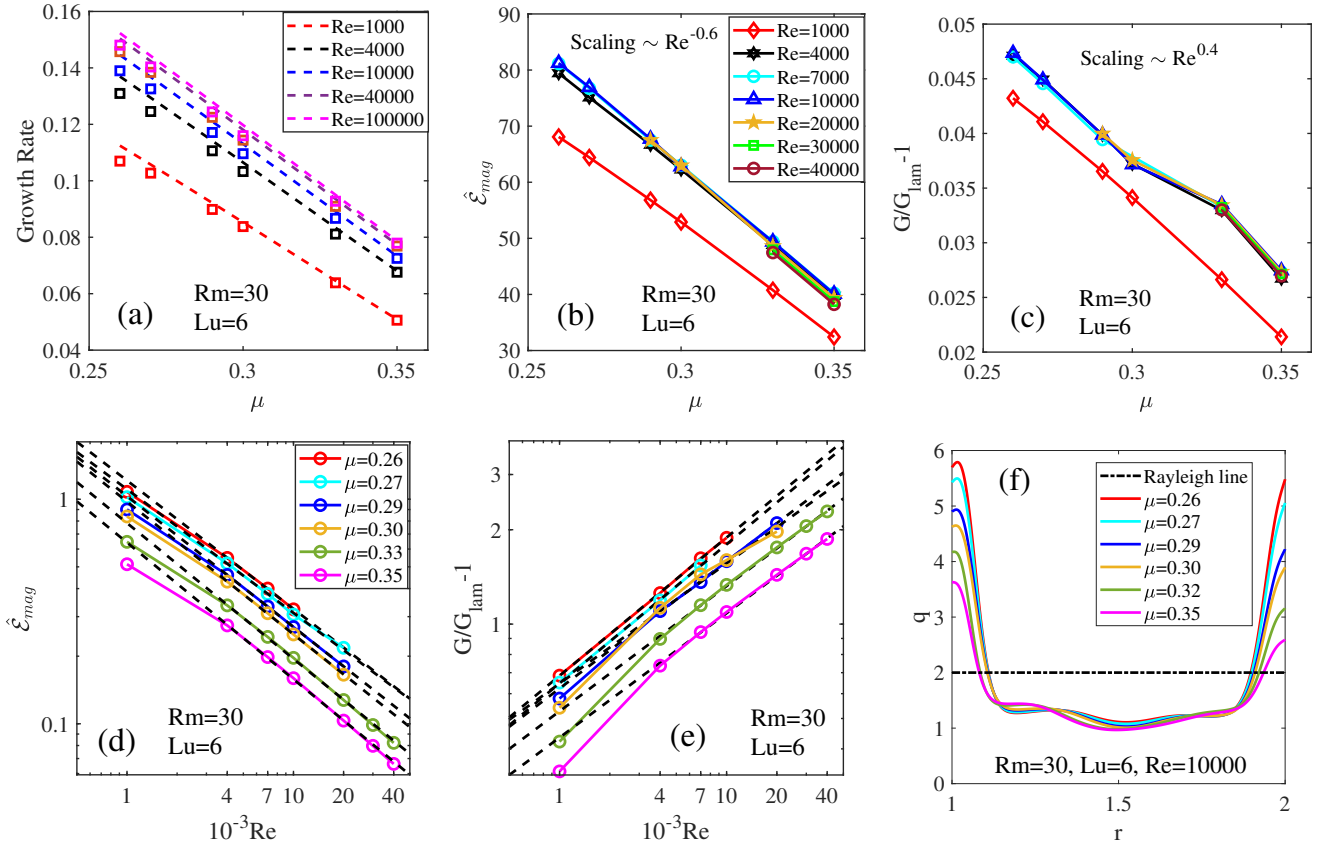 Growth Rate
0.16
0.14
0.12
0.1
0.08
0.06
0.04
0.25
0.3
0.35
μ
Re=1000
Re=4000
Re=10000
Re=40000
Re=100000
(a)
Rm=30
Lu=6
ε̂mag
90
80
70
60
50
40
30
0.25
0.3
0.35
μ
Scaling ~ Re^-0.6
Re=1000
Re=4000
Re=7000
Re=10000
Re=20000
Re=30000
Re=40000
(b)
Rm=30
Lu=6
G/Glam-1
0.05
0.045
0.04
0.035
0.03
0.025
0.02
0.25
0.3
0.35
μ
Scaling ~ Re^0.4
(c)
Rm=30
Lu=6
ε̂mag
1
0.1
1
4
7
10
20
40
10^-3Re
μ=0.26
μ=0.27
μ=0.29
μ=0.30
μ=0.33
μ=0.35
(d)
Rm=30
Lu=6
G/Glam-1
3
2
1
1
4
7
10
20
40
10^-3Re
(e)
Rm=30
Lu=6
q
6
5
4
3
2
1
0
1
1.5
2
r
(f)
Rayleigh line
μ=0.26
μ=0.27
μ=0.29
μ=0.30
μ=0.32
μ=0.35
Rm=30, Lu=6, Re=10000